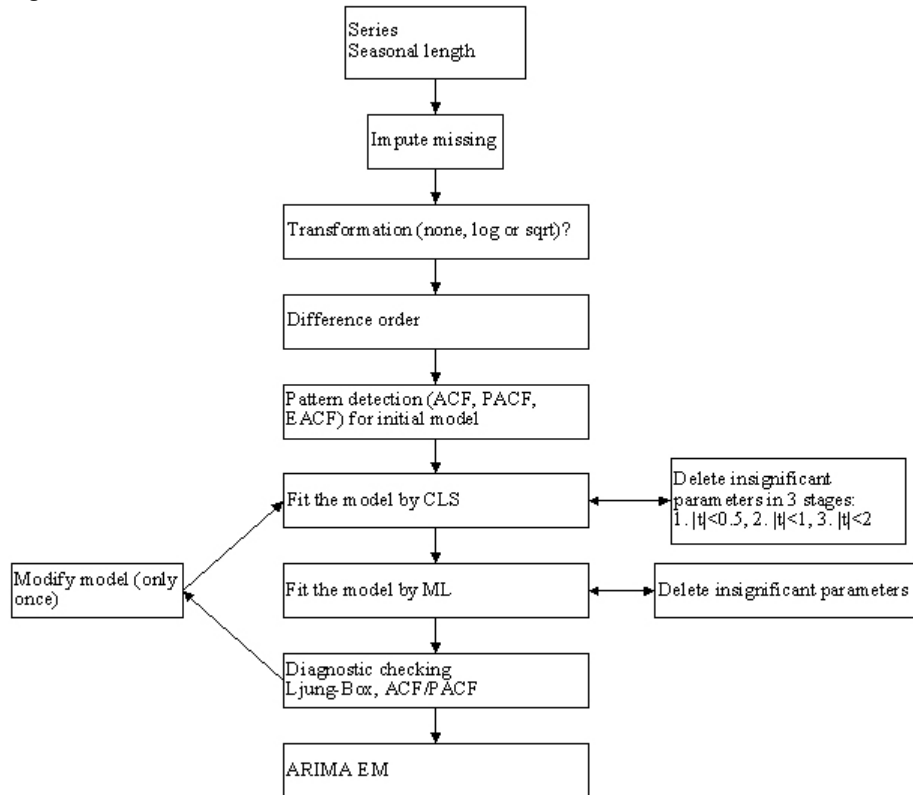 Series
Seasonal length
Impute missing
Transformation (none, log or sqrt)?
Difference order
Pattern detection (ACF, PACF,
EACF) for initial model
Fit the model by CLS
Delete insignificant
parameters in 3 stages:
1. |t|<0.5, 2. |t|<1, 3. |t|<2
Modify model (only
once)
Fit the model by ML
Delete insignificant parameters
Diagnostic checking
Ljung-Box, ACF/PACF
ARIMA EM